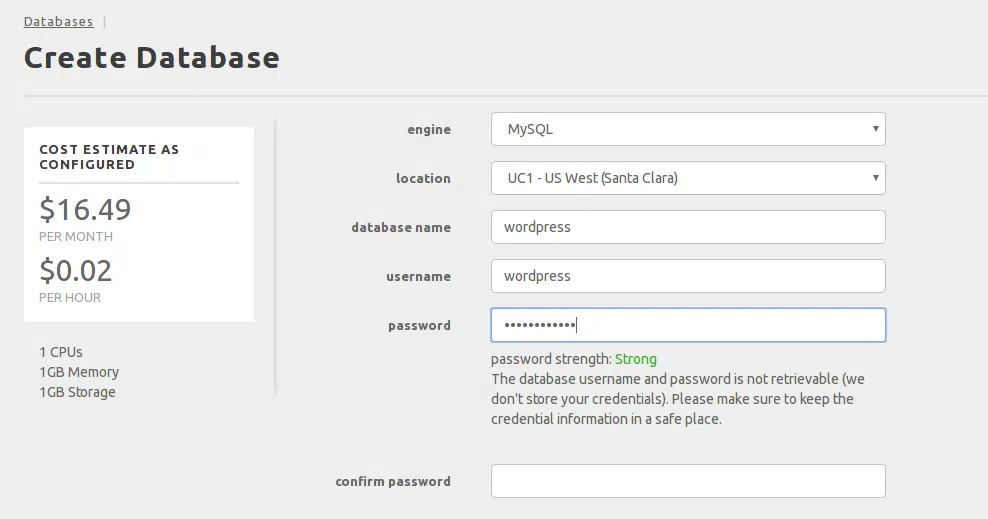 Databases |
Create Database
COST ESTIMATE AS
CONFIGURED
$16.49
PER MONTH
$0.02
PER HOUR
1 CPUs
1GB Memory
1GB Storage
engine MySQL
location UC1 - US West (Santa Clara)
database name wordpress
username wordpress
password ••••••••••••
password strength: Strong
The database username and password is not retrievable (we
don't store your credentials). Please make sure to keep the
credential information in a safe place.
confirm password